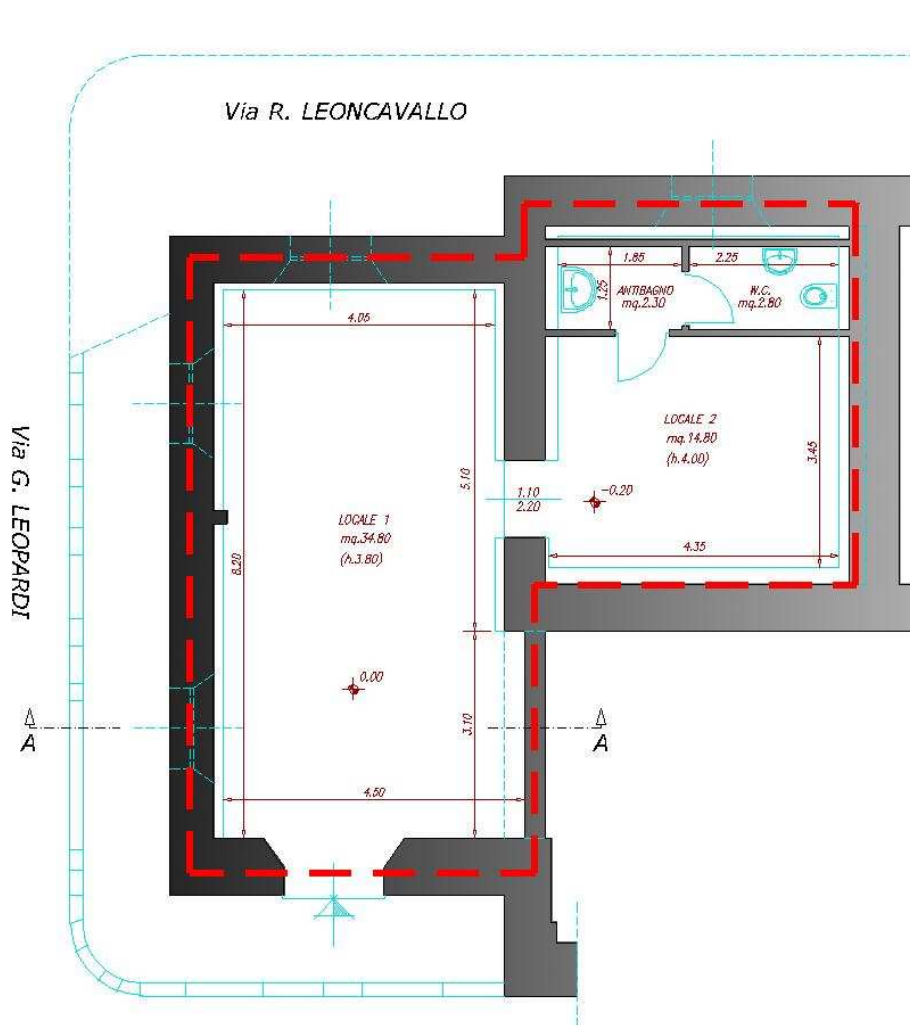 Via R. LEONCAVALLO
1.85
2.25
1.25
ANTIBAGNO
mq.2.30
W.C.
mq.2.80
4.05
LOCALE 2
mq.14.80
(h.4.00)
3.45
5.10
1.10
2.20
-0.20
Via G. LEOPARDI
LOCALE 1
mq.34.80
(h.3.80)
8.20
4.35
0.00
3.10
A
A
4.50